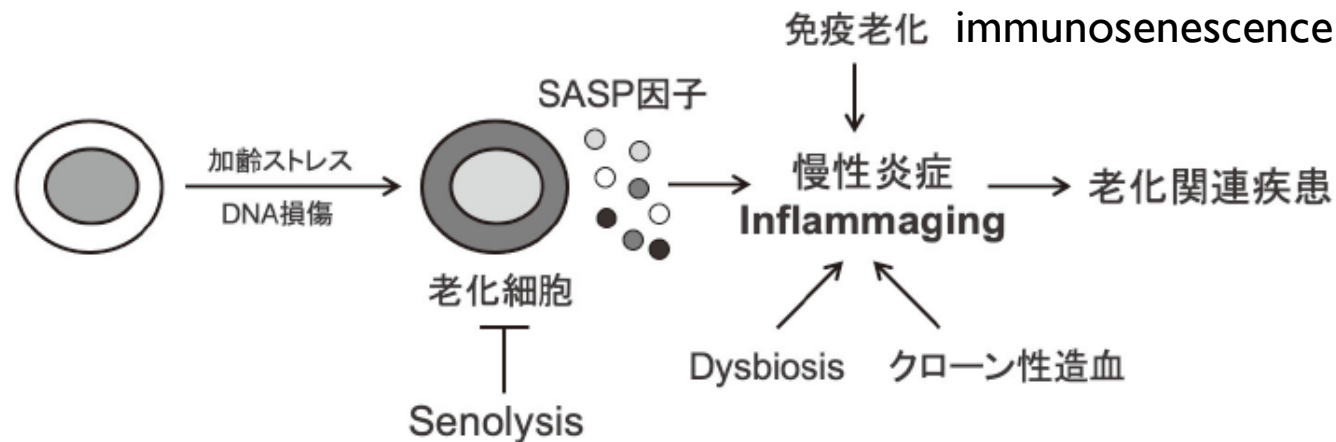 免疫老化 immunosenescence
SASP因子
加齢ストレス
DNA損傷
慢性炎症
Inflammaging
老化関連疾患
老化細胞
Dysbiosis
クローン性造血
Senolysis